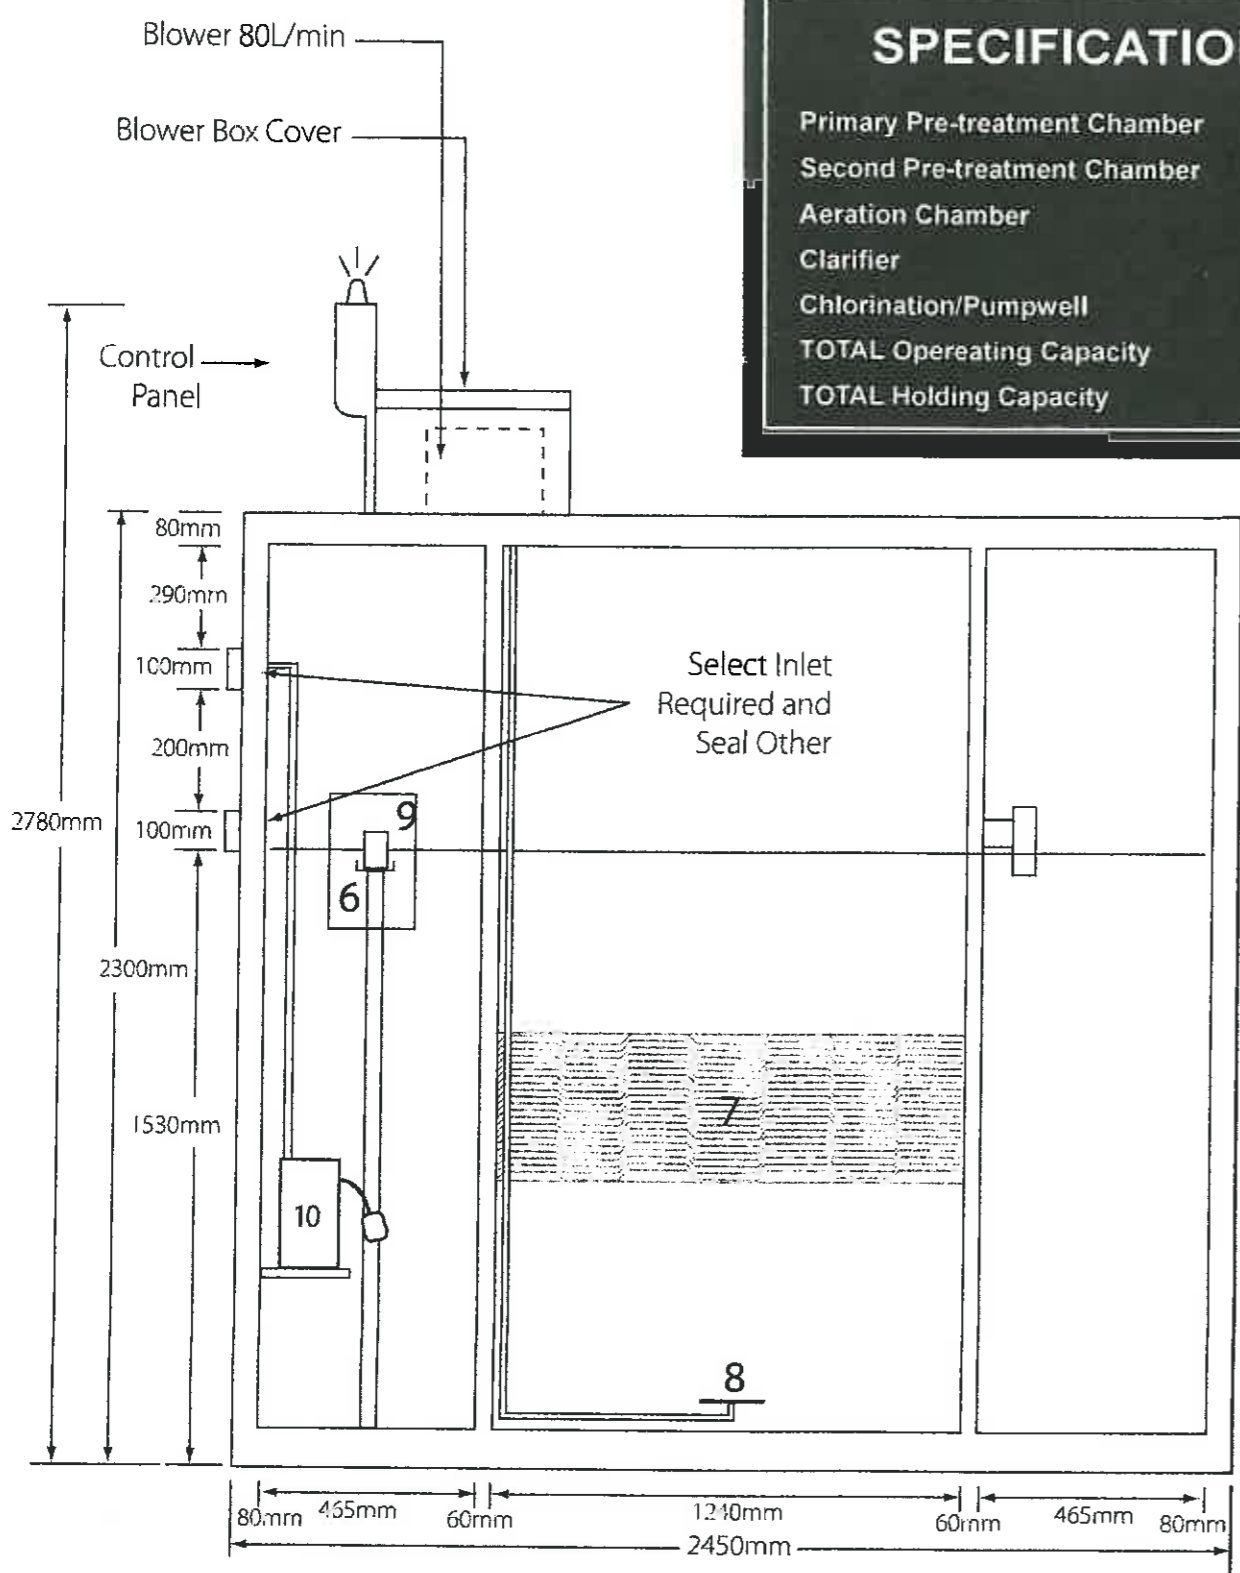 Blower 80L/min
Blower Box Cover
Control
Panel
SPECIFICATIO
Primary Pre-treatment Chamber
Second Pre-treatment Chamber
Aeration Chamber
Clarifier
Chlorination/Pumpwell
TOTAL Opereating Capacity
TOTAL Holding Capacity
80mm
290mm
100mm
200mm
100mm
2780mm
2300mm
1530mm
Select Inlet
Required and
Seal Other
9
6
7
10
8
80mm
465mm
60mm
1240mm
60mm
465mm
80mm
2450mm